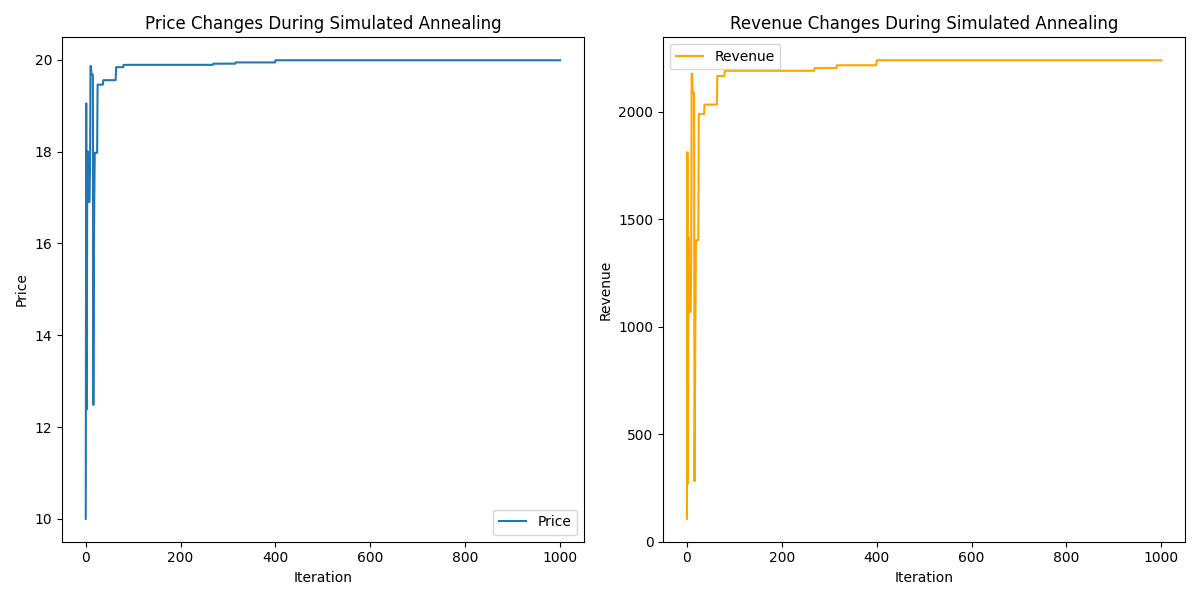 Price Changes During Simulated Annealing
20
18
16
14
12
10
Price
0
200
400
600
800
1000
Iteration
Price
Revenue Changes During Simulated Annealing
Revenue
2000
1500
1000
500
0
Revenue
0
200
400
600
800
1000
Iteration